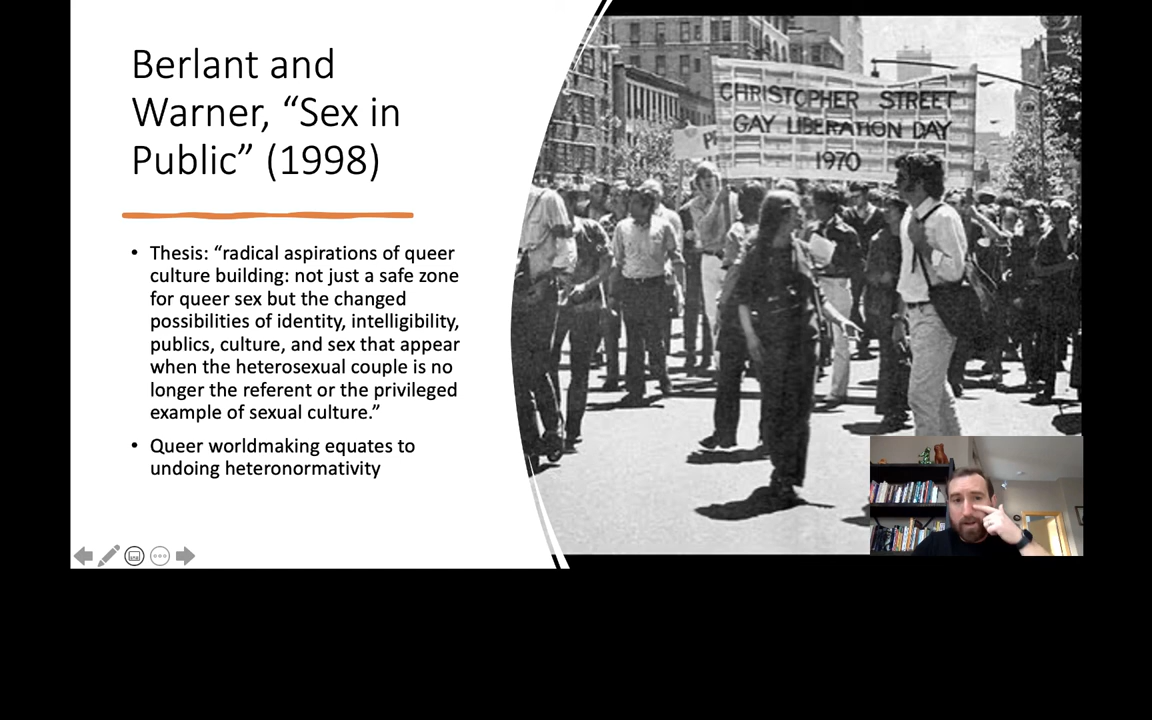 Berlant and
Warner, “Sex in
Public” (1998)
• Thesis: “radical aspirations of queer
culture building: not just a safe zone
for queer sex but the changed
possibilities of identity, intelligibility,
publics, culture, and sex that appear
when the heterosexual couple is no
longer the referent or the privileged
example of sexual culture.”
• Queer worldmaking equates to
undoing heteronormativity
CHRISTOPHER STREET
GAY LIBERATION DAY
1970